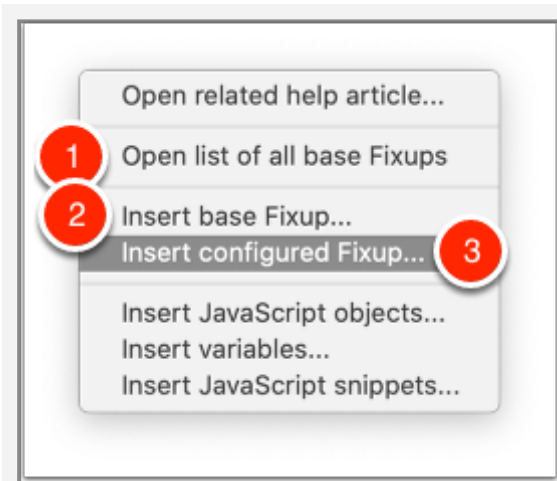 Open related help article...
1 Open list of all base Fixups
2 Insert base Fixup...
Insert configured Fixup... 3
Insert JavaScript objects...
Insert variables...
Insert JavaScript snippets...